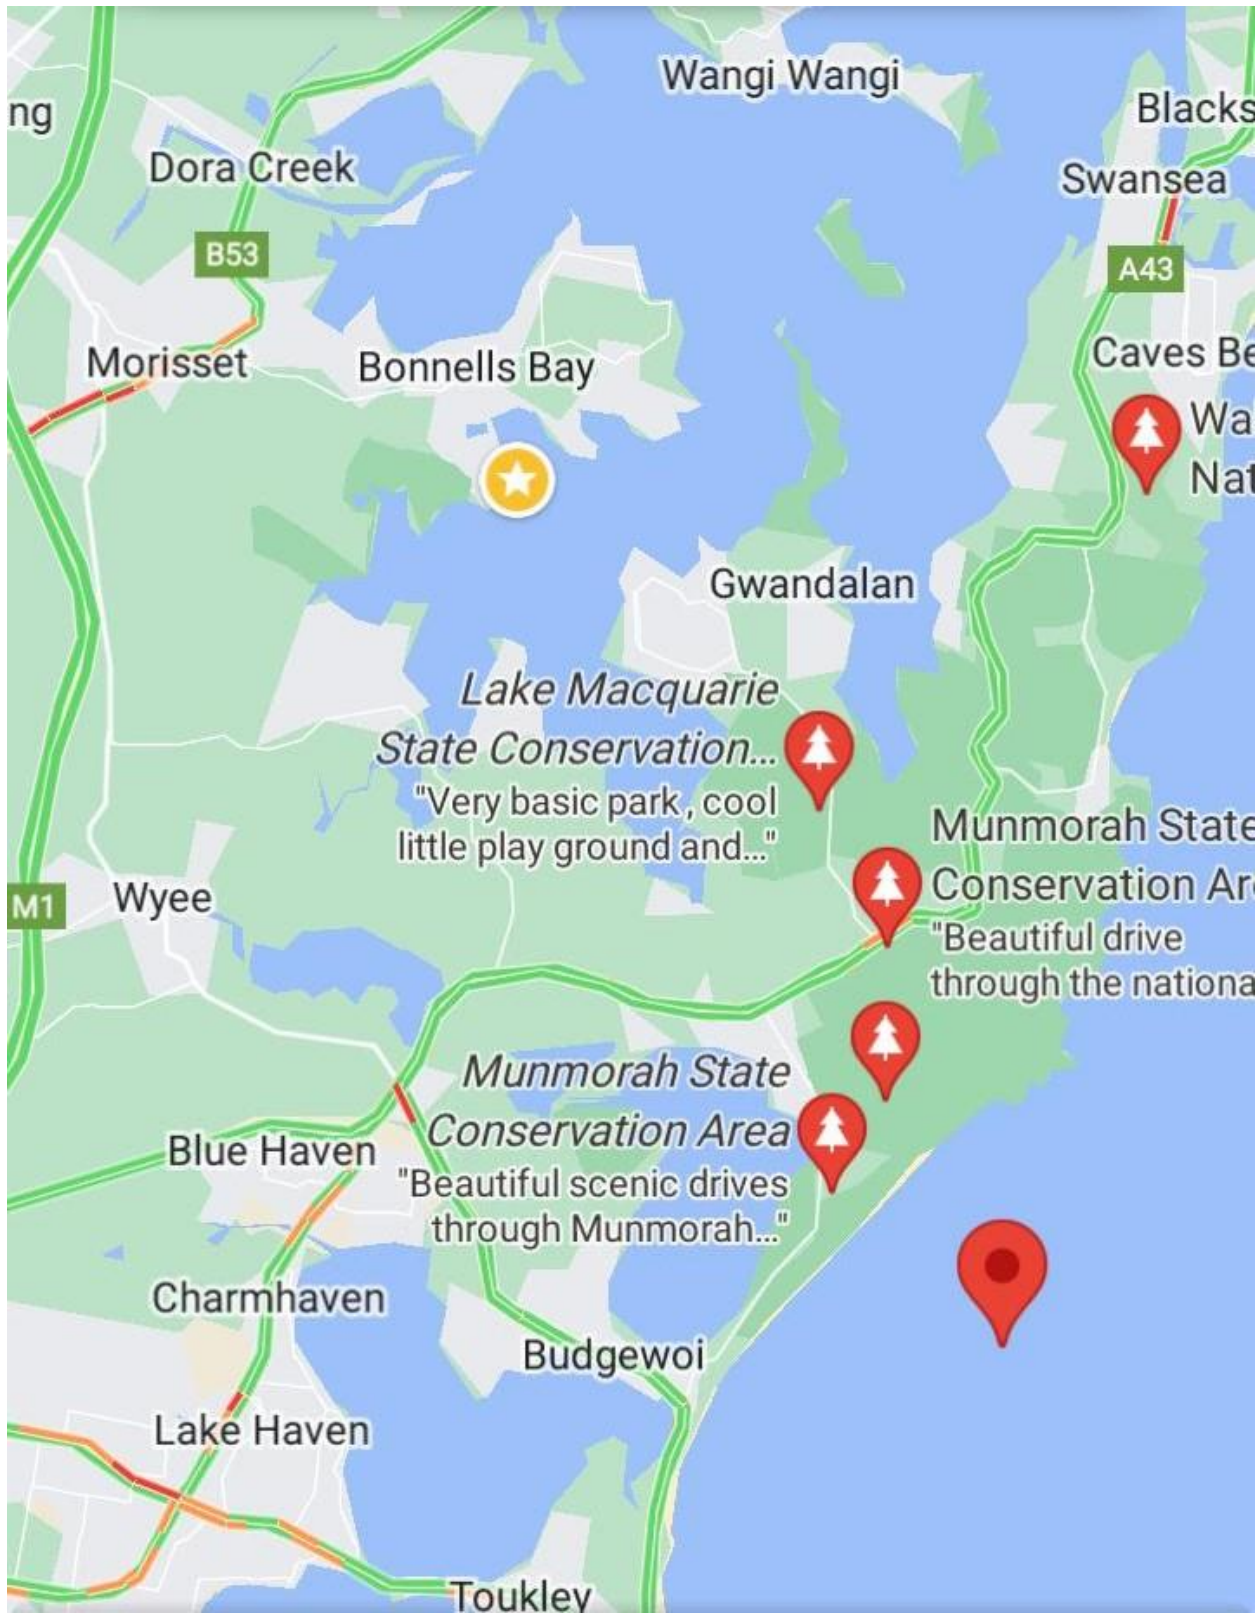 Wangi Wangi
ng
Blacks
Dora Creek
Swansea
B53
A43
Morisset
Bonnells Bay
Caves Be
Wa
Nat
Gwandalan
Lake Macquarie
State Conservation...
"Very basic park , cool
little play ground and..."
Munmorah State
Conservation Are
"Beautiful drive
through the nationa
M1
Wyee
Munmorah State
Conservation Area
"Beautiful scenic drives
through Munmorah..."
Blue Haven
Charmhaven
Budgewoi
Lake Haven
Toukley